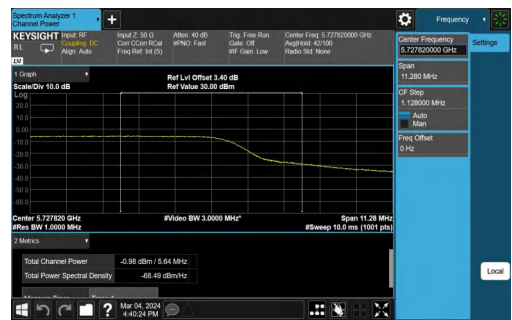 Spectrum Analyzer 1
Channel Power
Frequency
KEYSIGHT
RL
Input: RF
Coupling: DC
Align: Auto
Input Z: 50 Ω
Corr CCorr RCal
Freq Ref: Int (S)
Atten: 40 dB
#PNO: Fast
Trig: Free Run
Gate: Off
#IF Gain: Low
Center Freq: 5.727820000 GHz
Avg|Hold: 42/100
Radio Std: None
LW
1 Graph
Scale/Div 10.0 dB
Ref Lvl Offset 3.40 dB
Ref Value 30.00 dBm
Log
20.0
10.0
0.00
-10.0
-20.0
-30.0
-40.0
-50.0
-60.0
Center 5.727820 GHz
#Res BW 1.0000 MHz
#Video BW 3.0000 MHz*
Span 11.28 MHz
#Sweep 10.0 ms (1001 pts)
2 Metrics
Total Channel Power -0.98 dBm / 5.64 MHz
Total Power Spectral Density -68.49 dBm/Hz
Mar 04, 2024
4:40:24 PM
Center Frequency
5.727820000 GHz
Span
11.280 MHz
CF Step
1.128000 MHz
Auto
Man
Freq Offset
0 Hz
Settings
Local